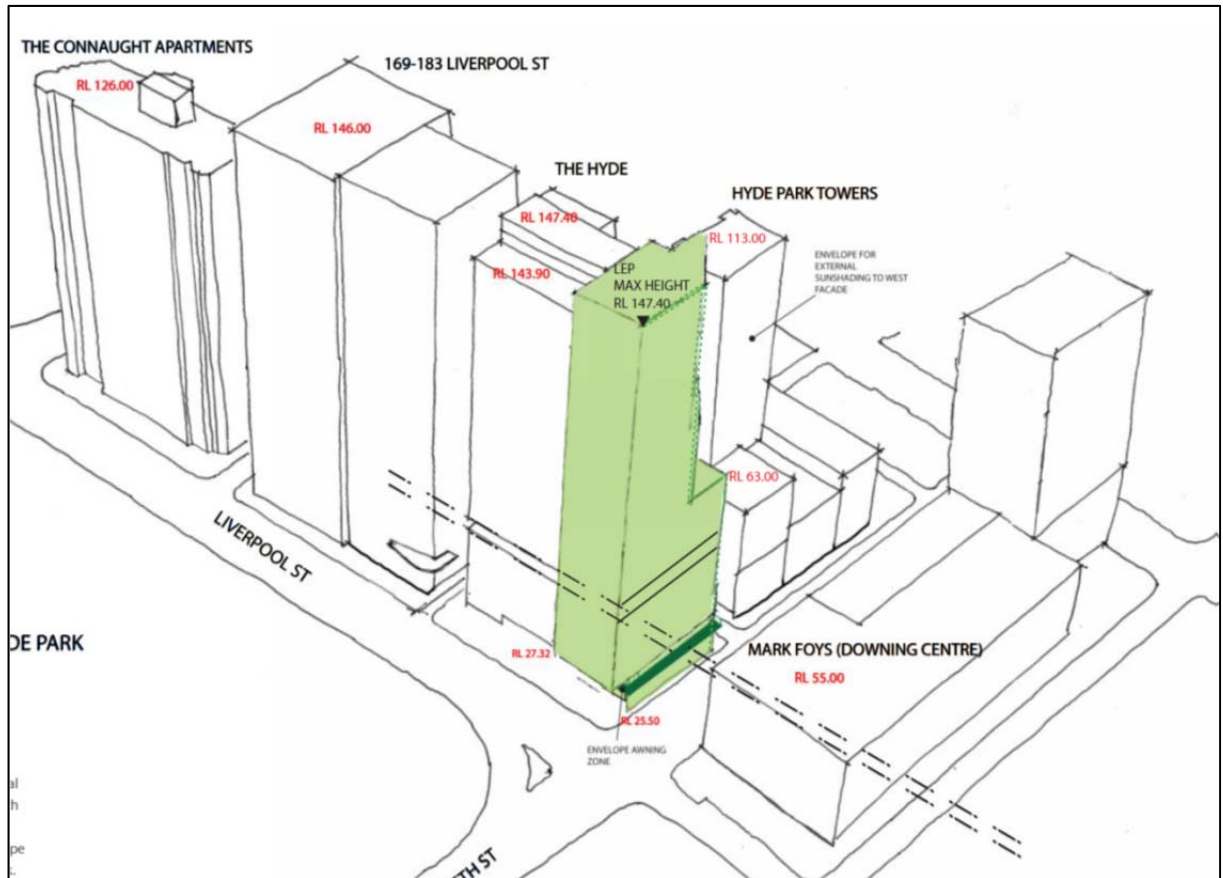 THE CONNAUGHT APARTMENTS
RL 126.00
169-183 LIVERPOOL ST
RL 146.00
THE HYDE
RL 147.40
RL 143.90
HYDE PARK TOWERS
RL 113.00
ENVELOPE FOR
EXTERNAL
SUNSHADING TO WEST
FACADE
LEP
MAX HEIGHT
RL 147.40
RL 63.00
LIVERPOOL ST
DE PARK
RL 27.32
RL 25.50
ENVELOPE AWNING
ZONE
MARK FOYS (DOWNING CENTRE)
RL 55.00
al
th
pe
TH ST